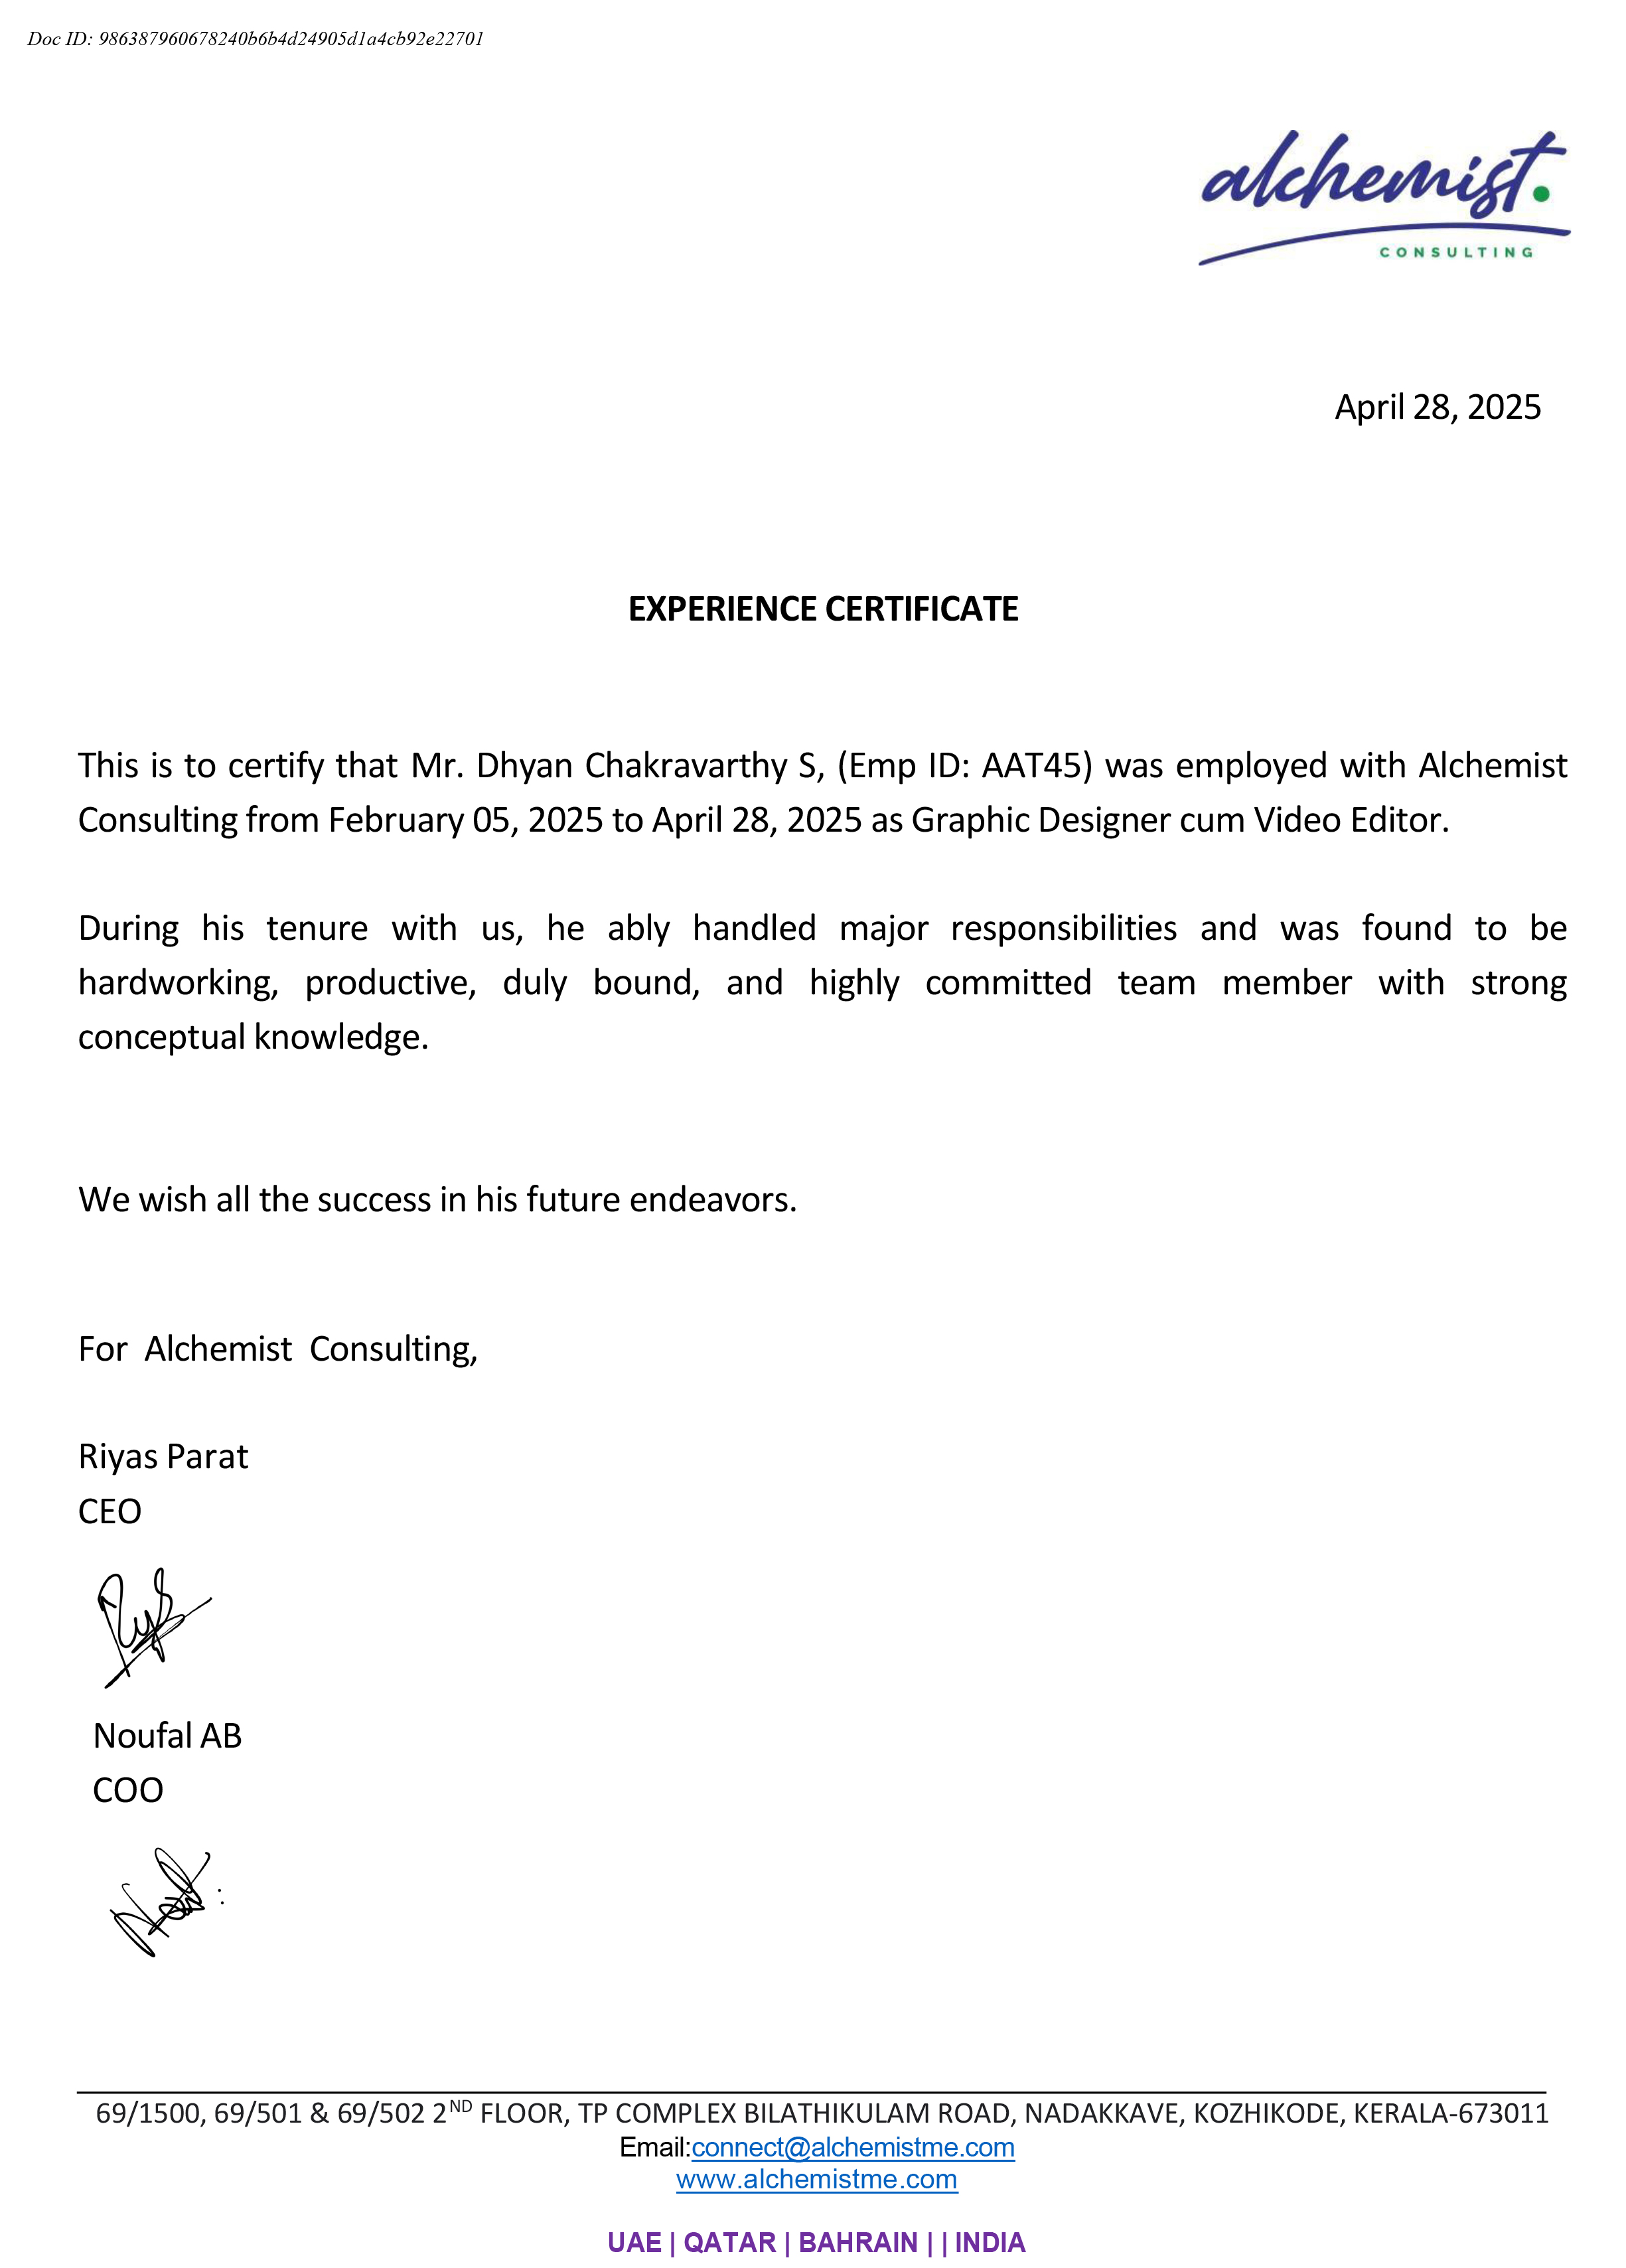 Doc ID: 986387960678240b6b4d24905d1a4cb92e22701
alchemist.
CONSULTING
April 28, 2025
EXPERIENCE CERTIFICATE
This is to certify that Mr. Dhyan Chakravarthy S, (Emp ID: AAT45) was employed with Alchemist
Consulting from February 05, 2025 to April 28, 2025 as Graphic Designer cum Video Editor.
During his tenure with us, he ably handled major responsibilities and was found to be
hardworking, productive, duly bound, and highly committed team member with strong
conceptual knowledge.
We wish all the success in his future endeavors.
For Alchemist Consulting,
Riyas Parat
CEO
Noufal AB
COO
69/1500, 69/501 & 69/502 2ND FLOOR, TP COMPLEX BILATHIKULAM ROAD, NADAKKAVE, KOZHIKODE, KERALA-673011
Email:connect@alchemistme.com
www.alchemistme.com
UAE | QATAR | BAHRAIN | | INDIA